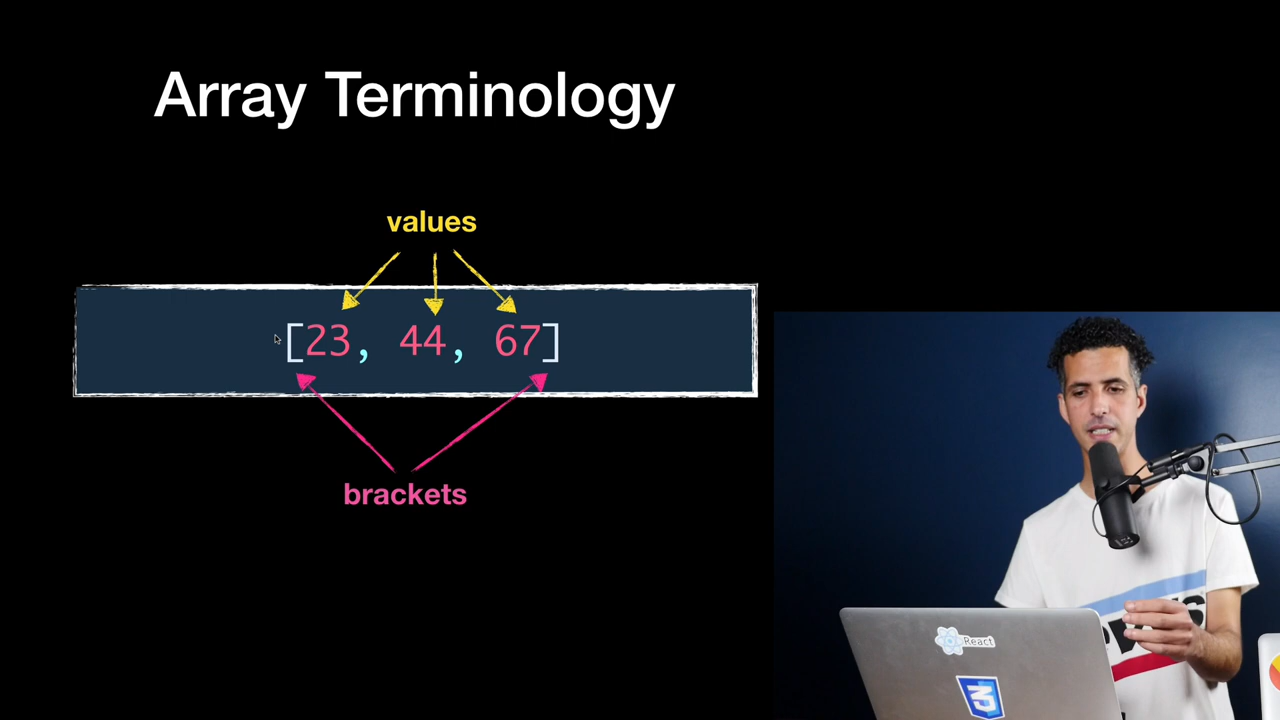 Array Terminology
values
[23, 44, 67]
brackets
React
3